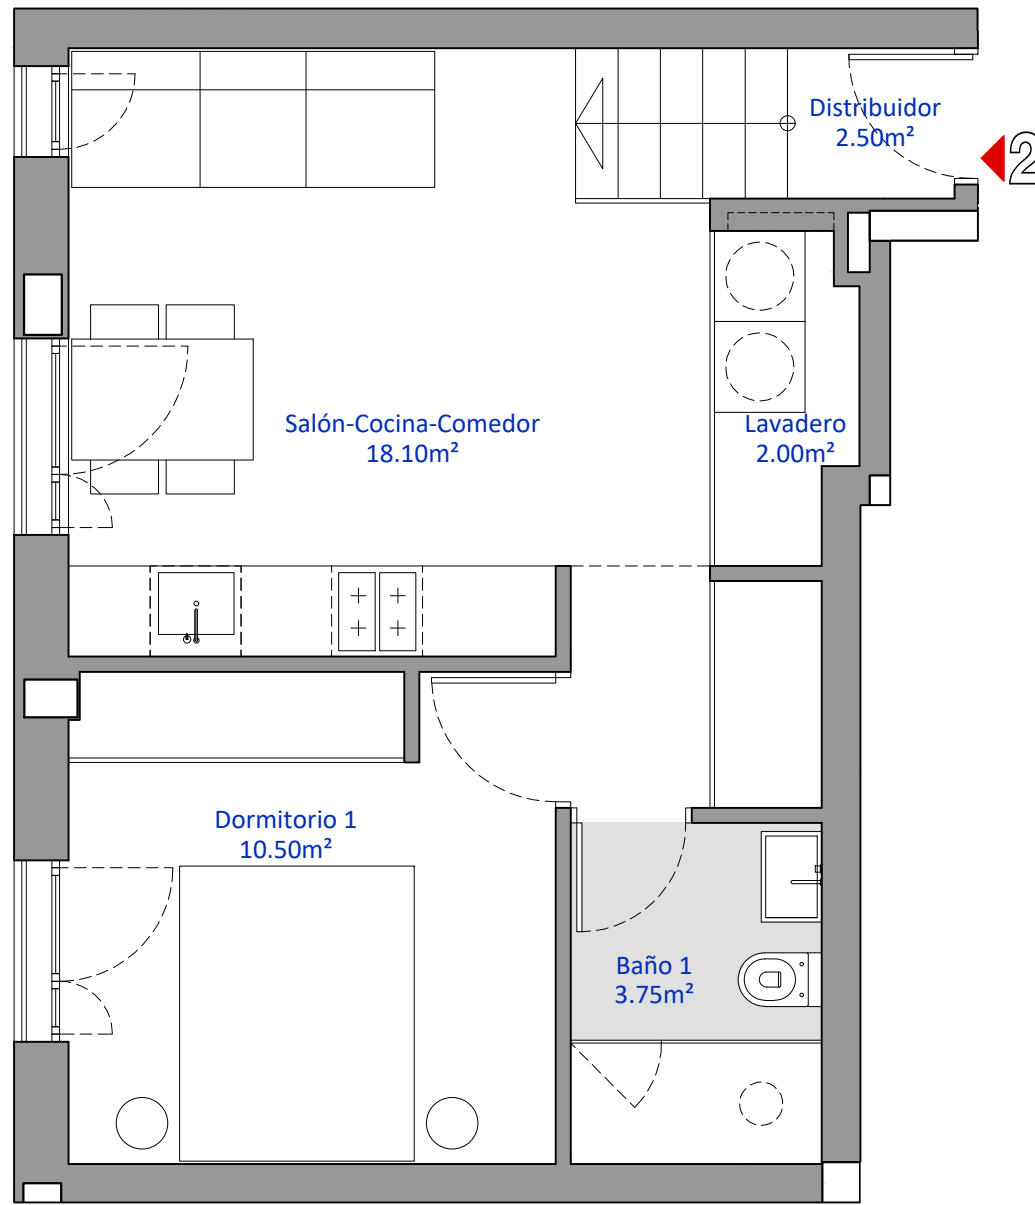 Distribuidor
2.50m²
2
Salón-Cocina-Comedor
18.10m²
Lavadero
2.00m²
Dormitorio 1
10.50m²
Baño 1
3.75m²